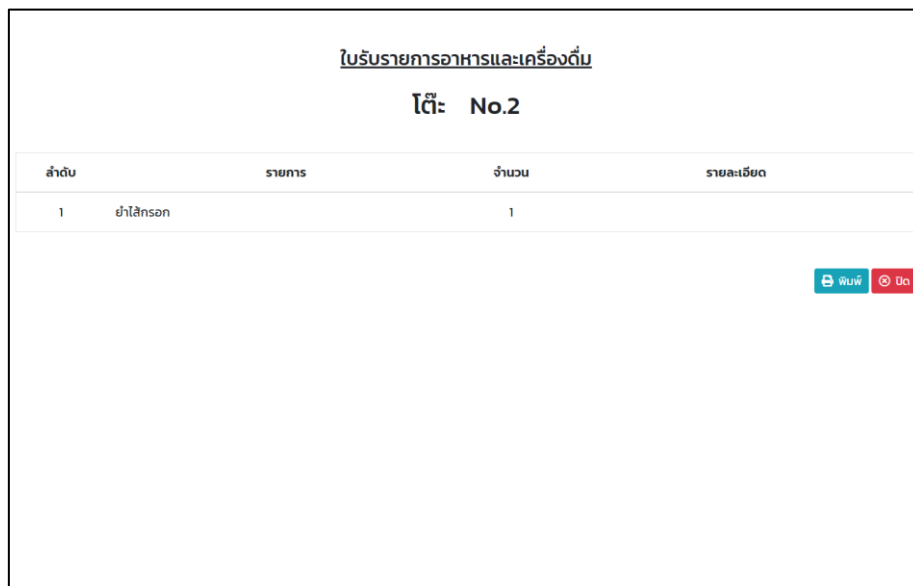 ใบรับรายการอาหารและเครื่องดื่ม
โต๊ะ No.2
ลำดับ รายการ จำนวน รายละเอียด
1 ยำไส้กรอก 1
พิมพ์ ปิด